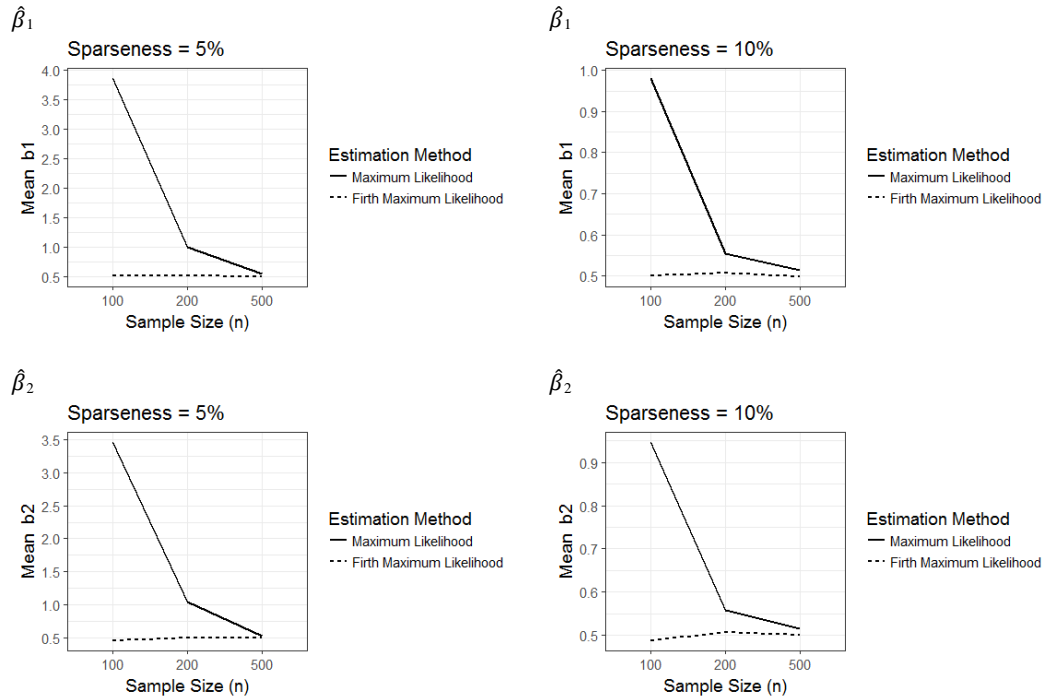 β̂₁
Sparseness = 5%
4.0
3.5
3.0
2.5
2.0
1.5
1.0
0.5
Mean b1
100 200 500
Sample Size (n)
Estimation Method
Maximum Likelihood
Firth Maximum Likelihood
β̂₁
Sparseness = 10%
1.0
0.9
0.8
0.7
0.6
0.5
Mean b1
100 200 500
Sample Size (n)
Estimation Method
Maximum Likelihood
Firth Maximum Likelihood
β̂₂
Sparseness = 5%
3.5
3.0
2.5
2.0
1.5
1.0
0.5
Mean b2
100 200 500
Sample Size (n)
Estimation Method
Maximum Likelihood
Firth Maximum Likelihood
β̂₂
Sparseness = 10%
0.9
0.8
0.7
0.6
0.5
Mean b2
100 200 500
Sample Size (n)
Estimation Method
Maximum Likelihood
Firth Maximum Likelihood